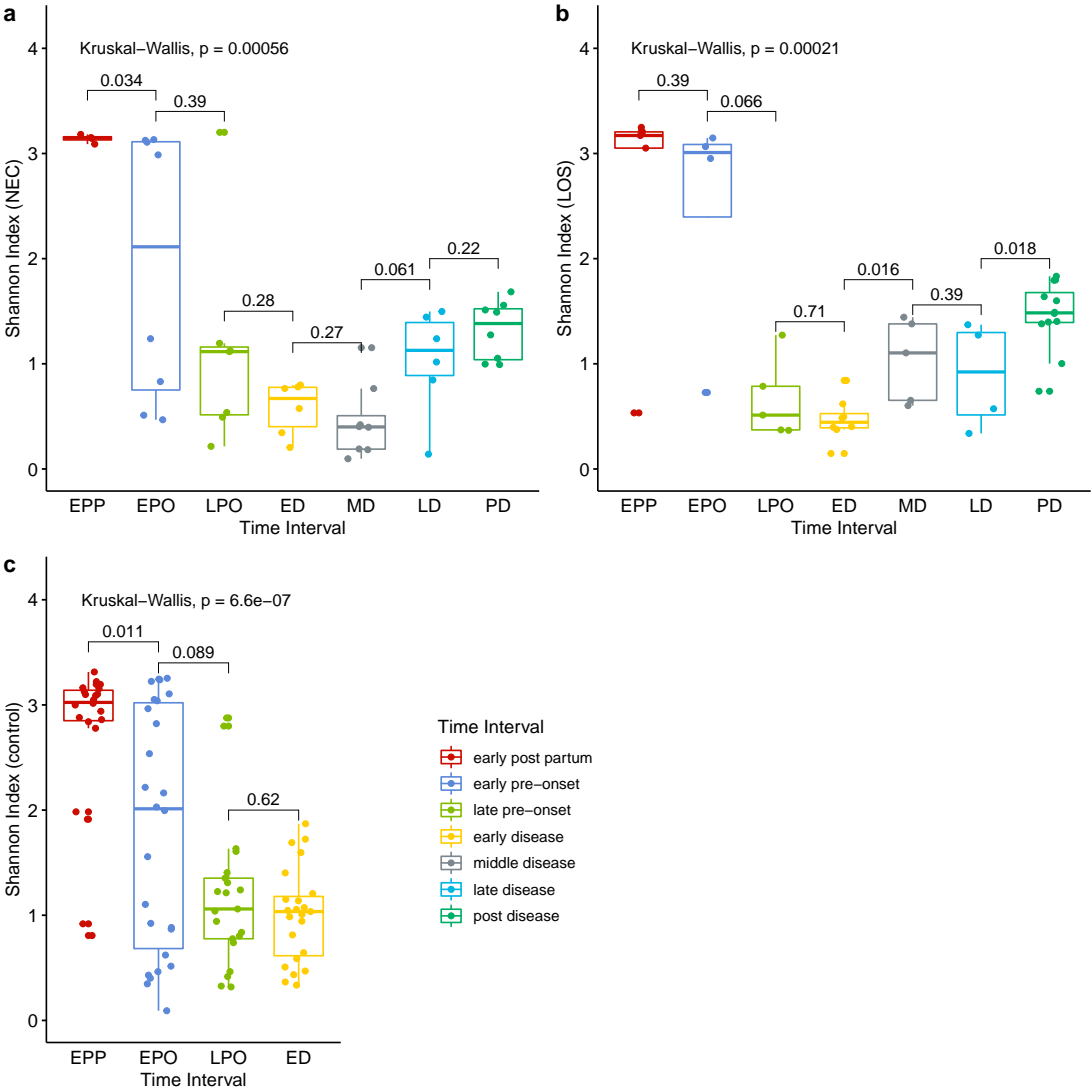 a
Shannon Index (NEC)
4
3
2
1
0
Kruskal−Wallis, p = 0.00056
0.034
0.39
0.28
0.27
0.061
0.22
EPP EPO LPO ED MD LD PD
Time Interval
b
Shannon Index (LOS)
4
3
2
1
0
Kruskal−Wallis, p = 0.00021
0.39
0.066
0.71
0.016
0.39
0.018
EPP EPO LPO ED MD LD PD
Time Interval
c
Shannon Index (control)
4
3
2
1
0
Kruskal−Wallis, p = 6.6e−07
0.011
0.089
0.62
EPP EPO LPO ED
Time Interval
Time Interval
early post partum
early pre−onset
late pre−onset
early disease
middle disease
late disease
post disease